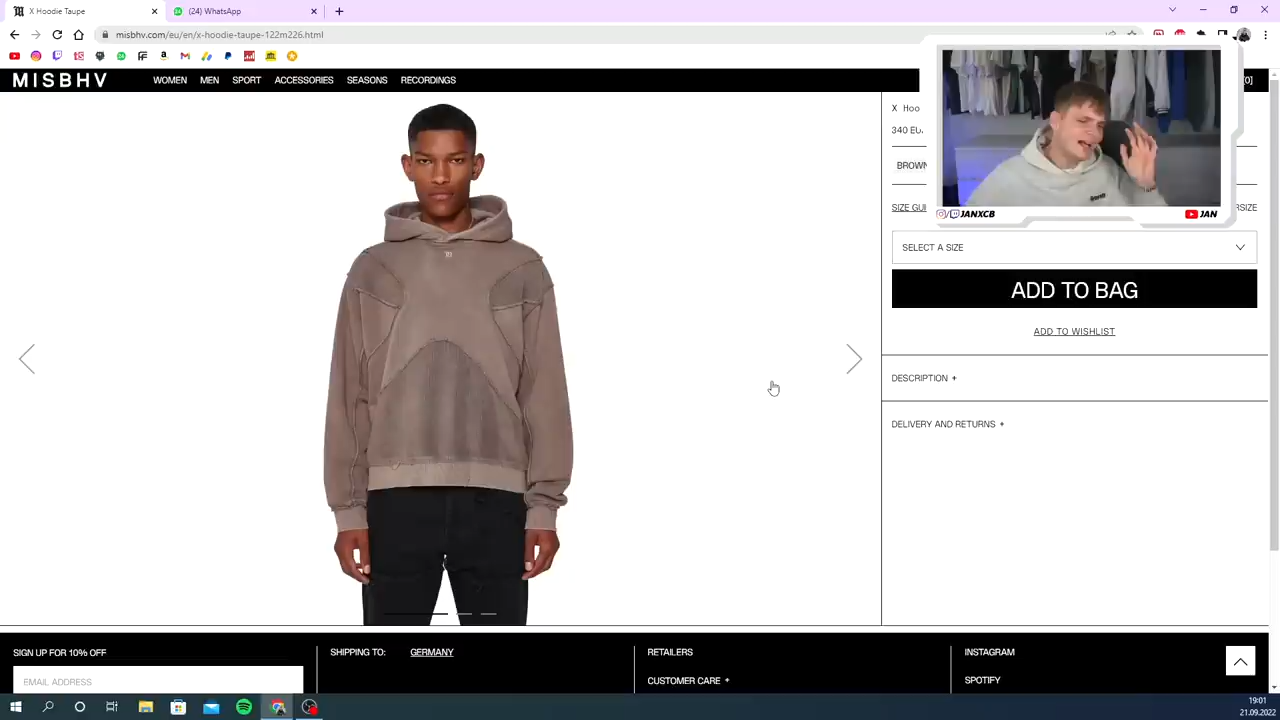 X Hoodie Taupe
(24) WhatsApp
misbhv.com/eu/en/x-hoodie-taupe-122m226.html
MISBHV
WOMEN
MEN
SPORT
ACCESSORIES
SEASONS
RECORDINGS
[0]
X Hoo
340 EU
BROWN
SIZE GUI
RSIZE
JANXCB
JAN
SELECT A SIZE
ADD TO BAG
ADD TO WISHLIST
DESCRIPTION +
DELIVERY AND RETURNS +
SIGN UP FOR 10% OFF
EMAIL ADDRESS
SHIPPING TO: GERMANY
RETAILERS
CUSTOMER CARE +
INSTAGRAM
SPOTIFY
19:01
21.09.2022